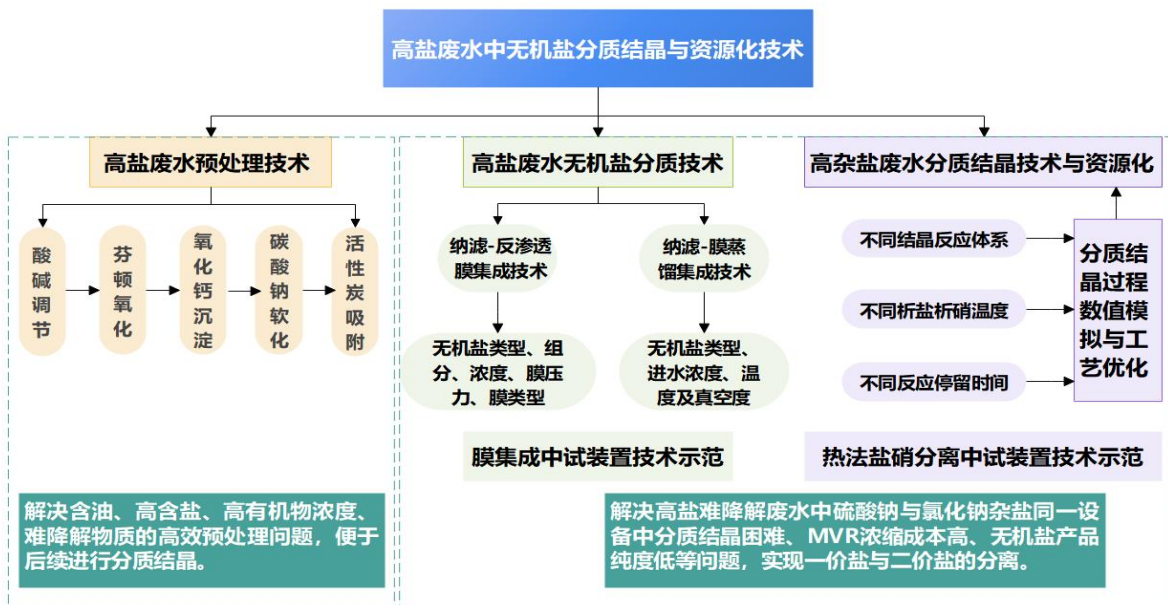 高盐废水中无机盐分质结晶与资源化技术
高盐废水预处理技术
酸碱调节
芬顿氧化
氧化钙沉淀
碳酸钠软化
活性炭吸附
解决含油、高含盐、高有机物浓度、
难降解物质的高效预处理问题，便于
后续进行分质结晶。
高盐废水无机盐分质技术
纳滤-反渗透
膜集成技术
无机盐类型、组
分、浓度、膜压
力、膜类型
纳滤-膜蒸
馏集成技术
无机盐类型、
进水浓度、温
度及真空度
膜集成中试装置技术示范
高杂盐废水分质结晶技术与资源化
不同结晶反应体系
不同析盐析硝温度
不同反应停留时间
分质结
晶过程
数值模
拟与工
艺优化
热法盐硝分离中试装置技术示范
解决高盐难降解废水中硫酸钠与氯化钠杂盐同一设
备中分质结晶困难、MVR浓缩成本高、无机盐产品
纯度低等问题，实现一价盐与二价盐的分离。